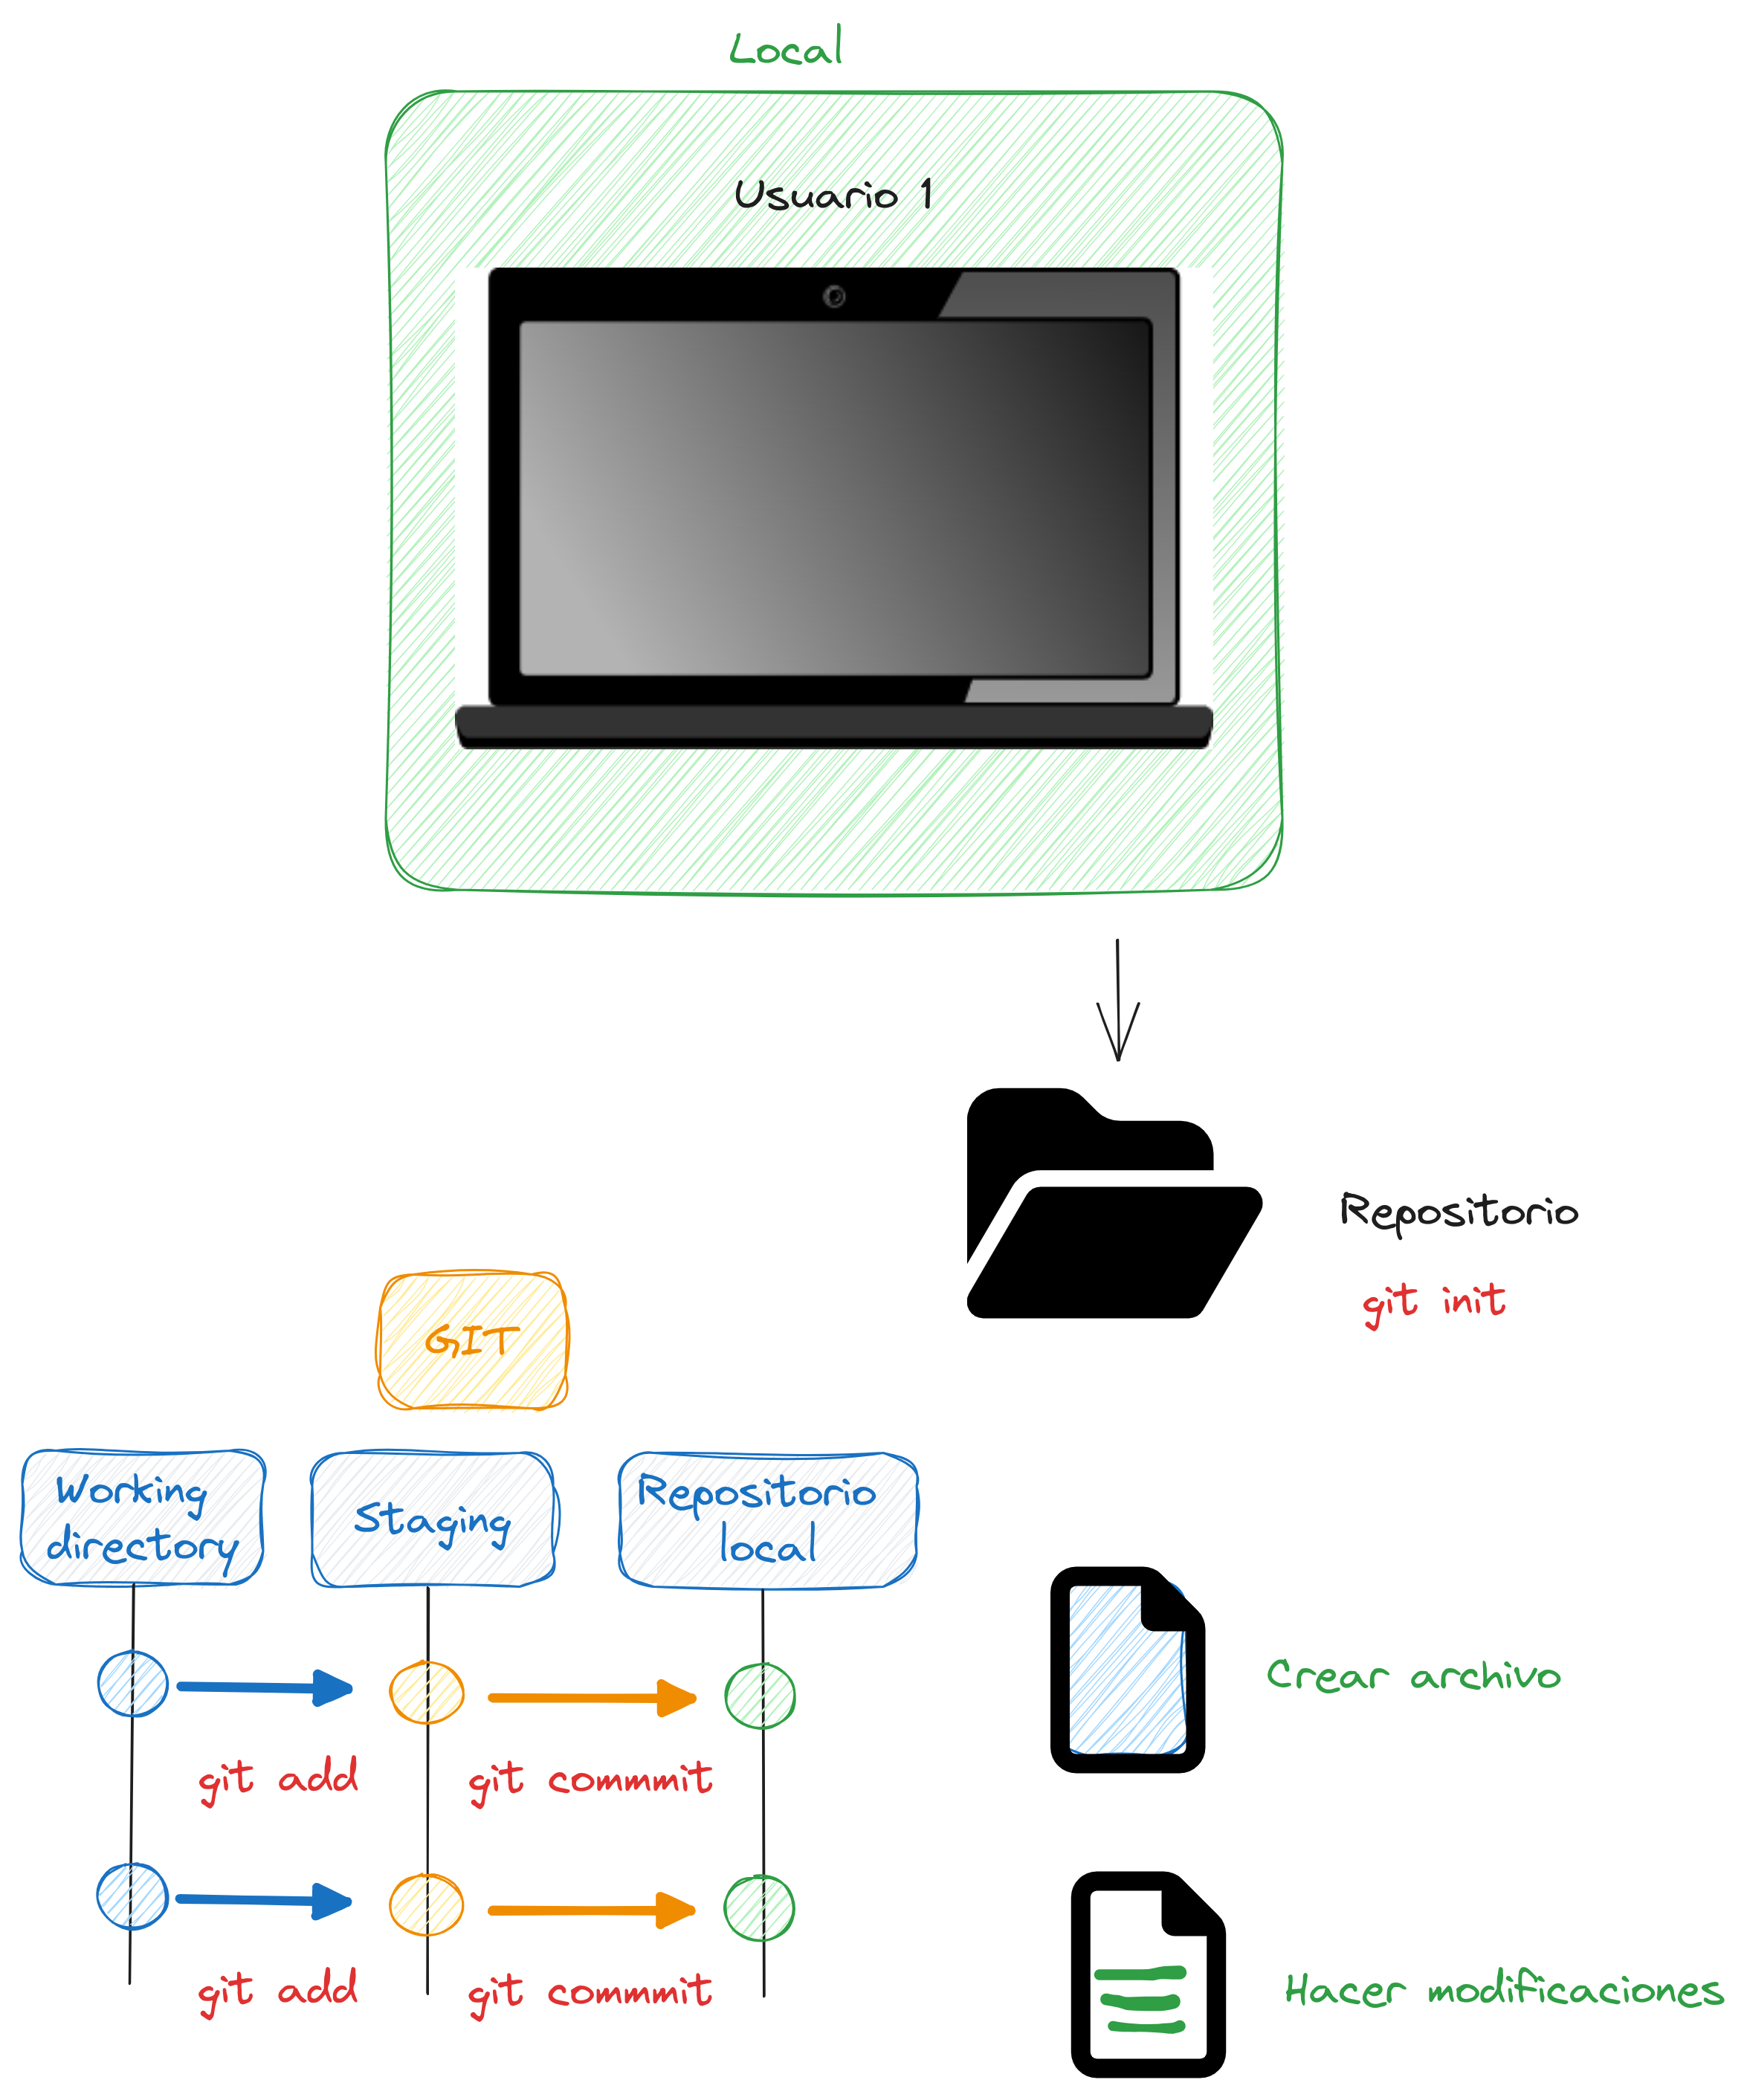 Local
Usuario 1
Repositorio
git init
GIT
Working
directory
Staging
Repositorio
local
Crear archivo
git add
git commit
Hacer modificaciones
git add
git commit